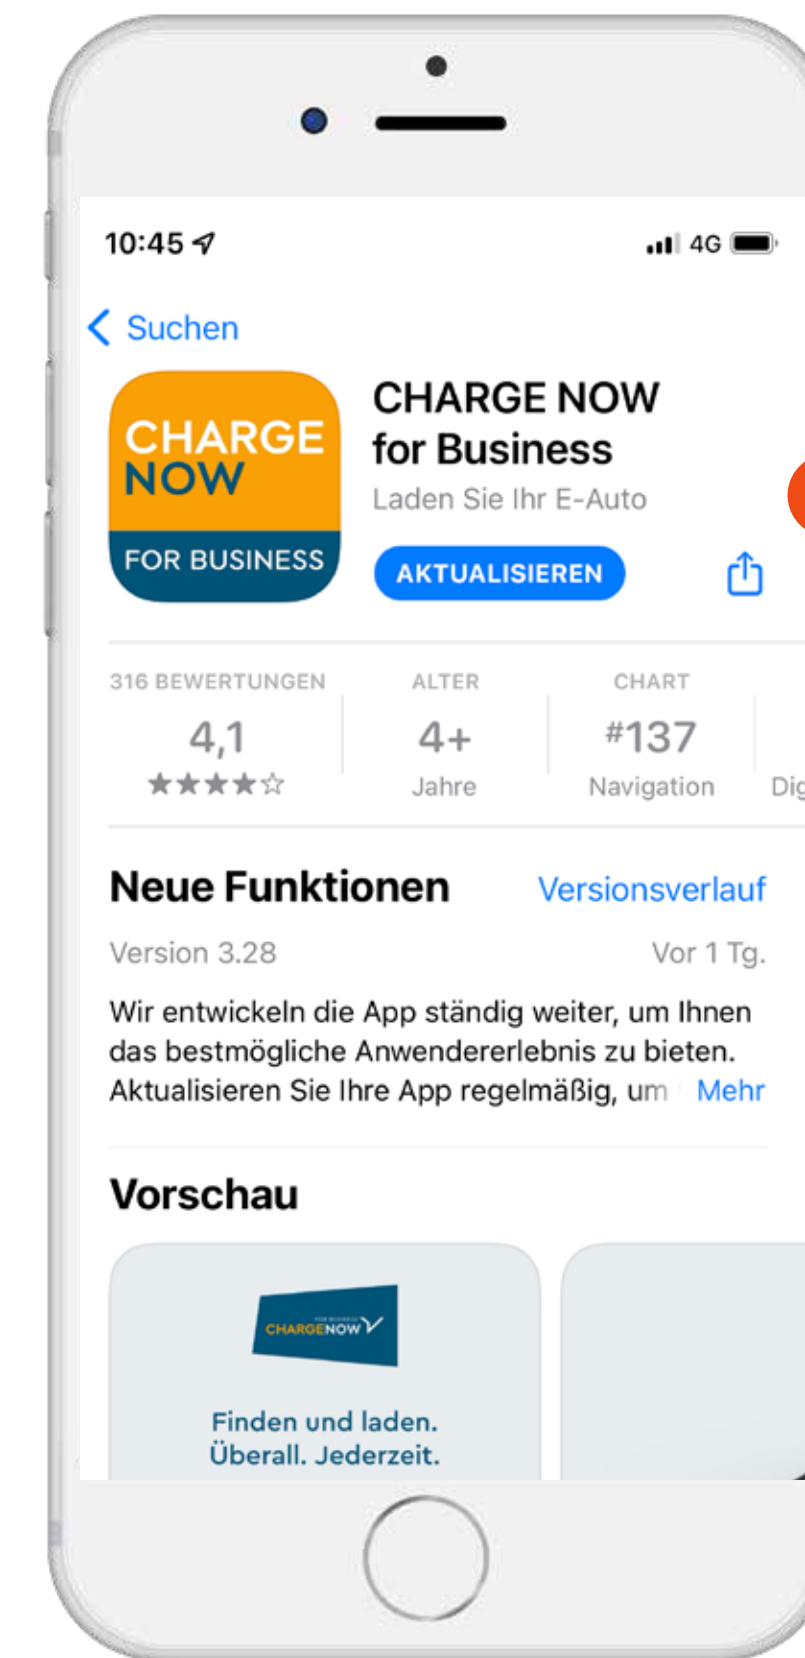 10:45
4G
Suchen
CHARGE
NOW
FOR BUSINESS
CHARGE NOW
for Business
Laden Sie Ihr E-Auto
AKTUALISIEREN
316 BEWERTUNGEN
4,1
ALTER
4+
Jahre
CHART
#137
Navigation
Dig
Neue Funktionen
Versionsverlauf
Version 3.28
Vor 1 Tg.
Wir entwickeln die App ständig weiter, um Ihnen
das bestmögliche Anwendererlebnis zu bieten.
Aktualisieren Sie Ihre App regelmäßig, um Mehr
Vorschau
FOR BUSINESS
CHARGENOW
Finden und laden.
Überall. Jederzeit.